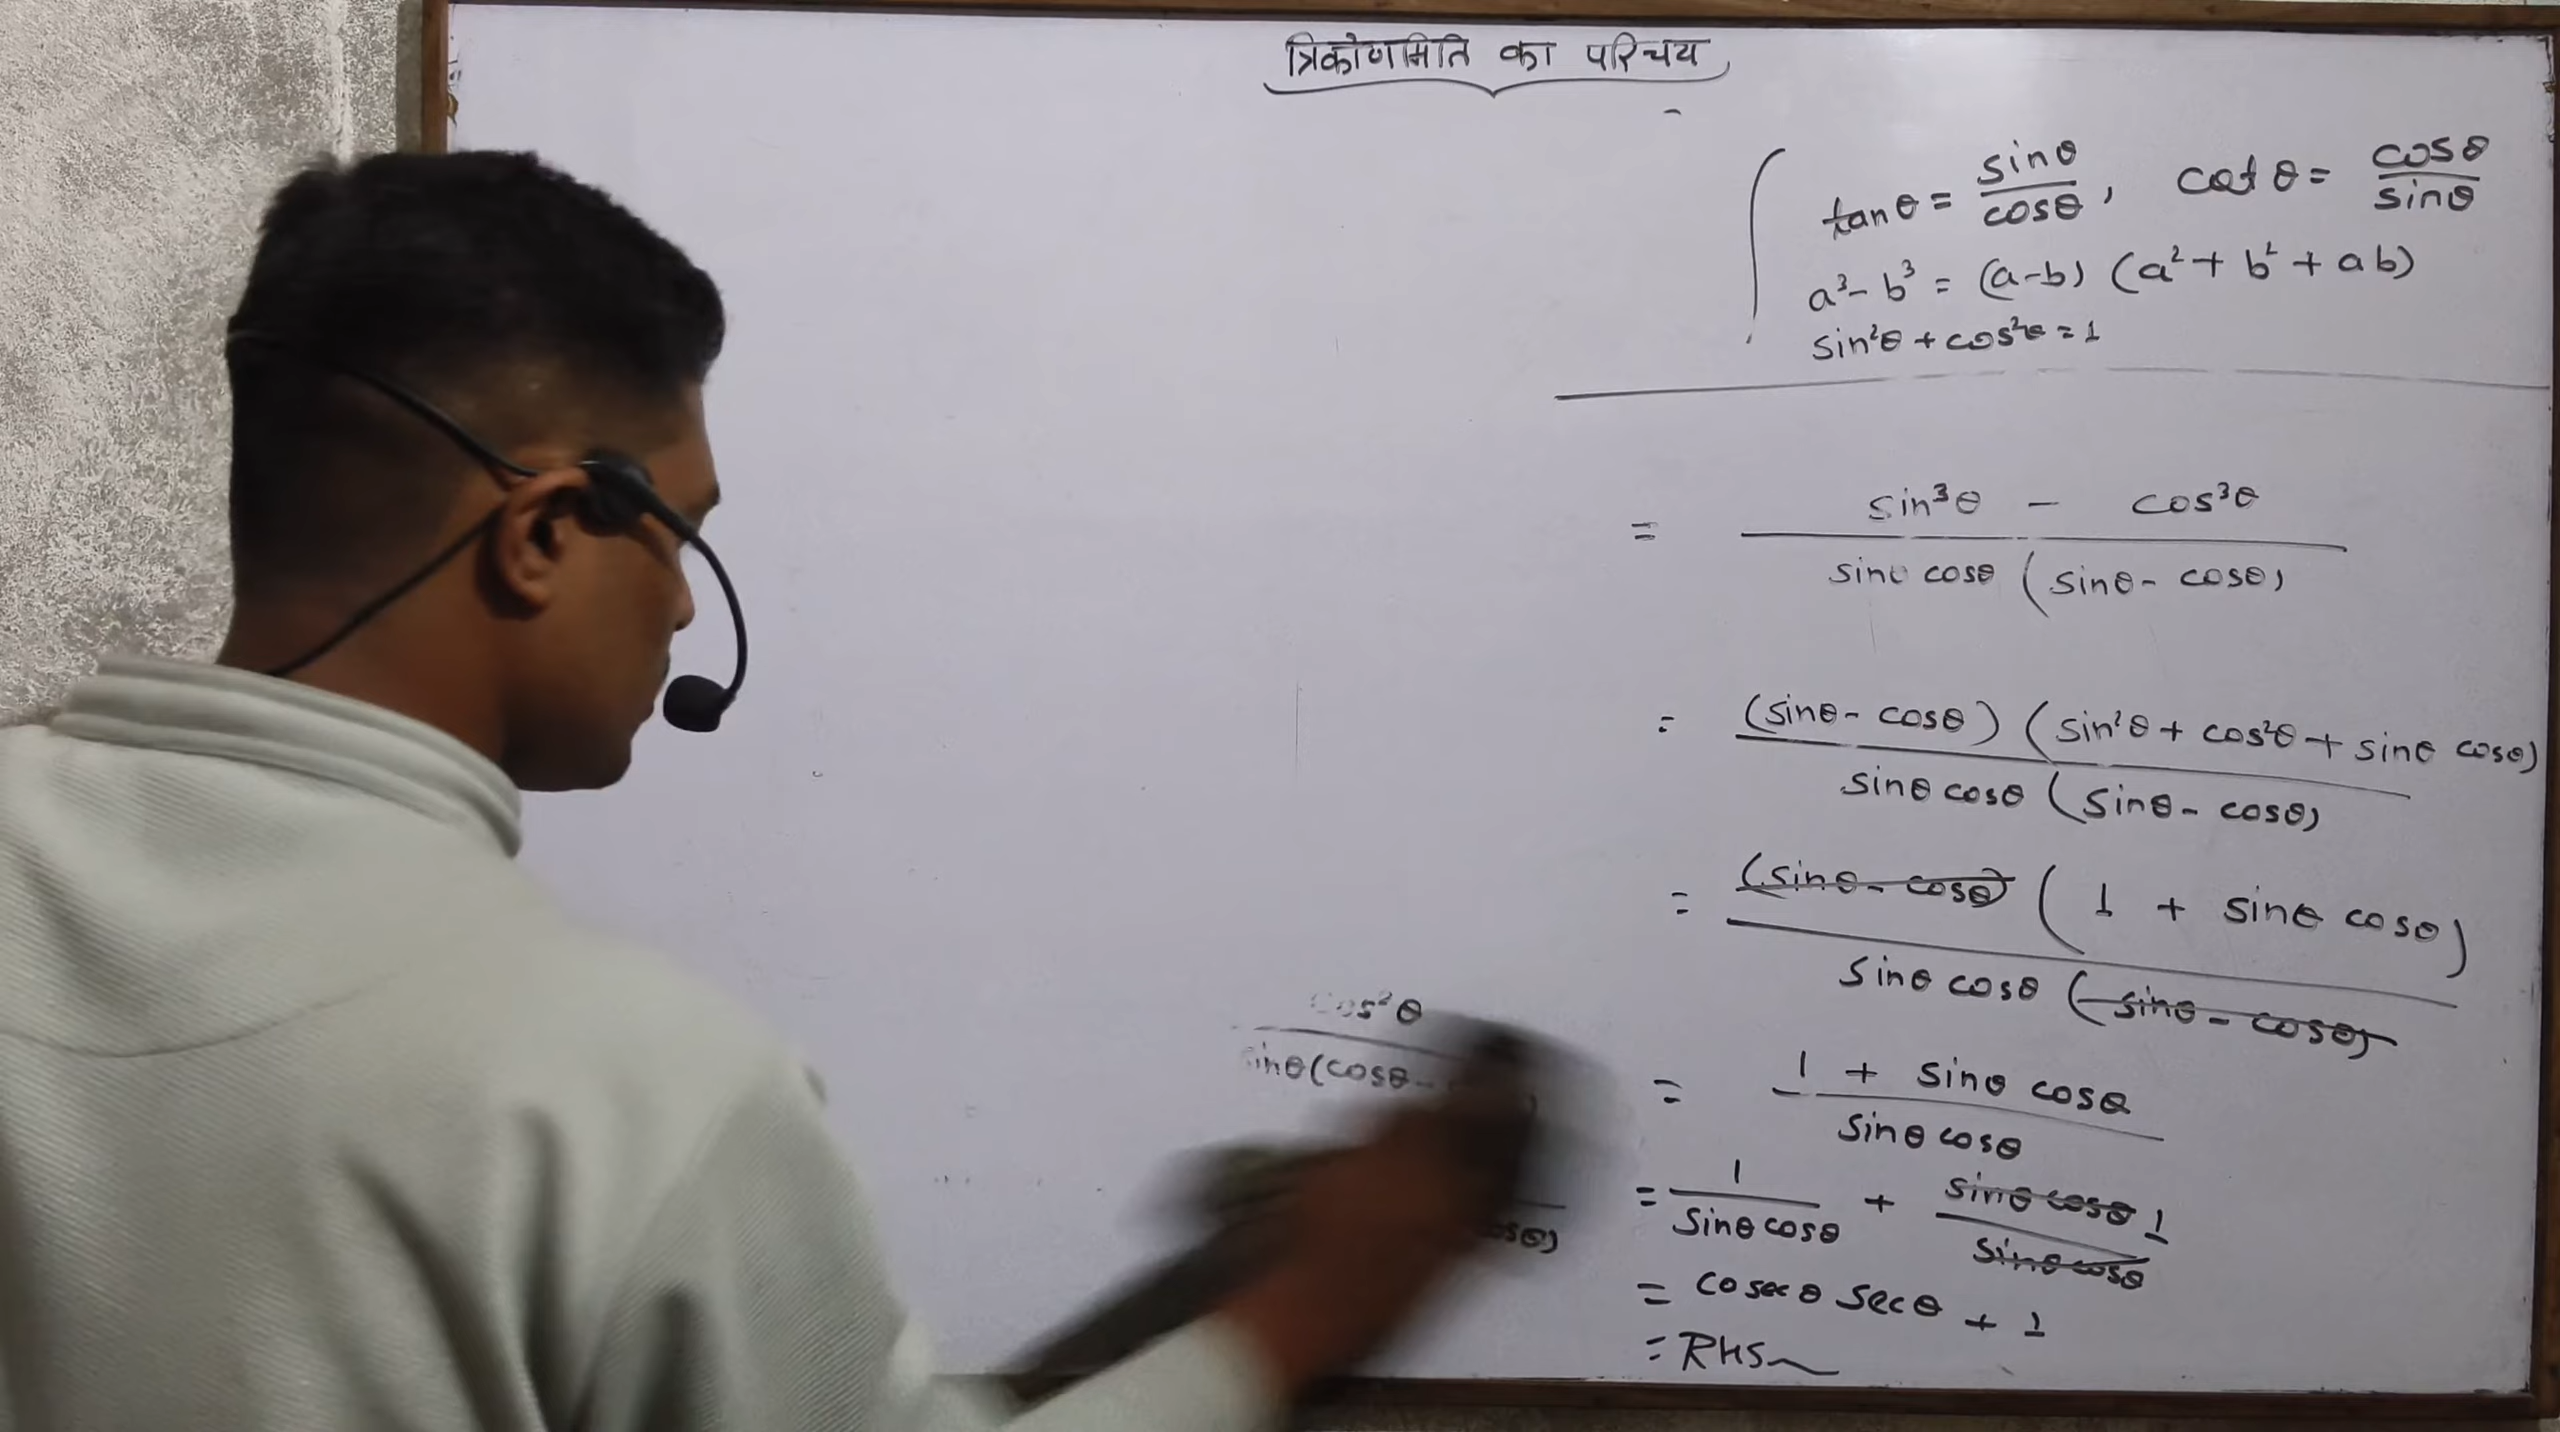 त्रिकोणमिति का परिचय
tanθ = sinθ/cosθ, cotθ = cosθ/sinθ
a³-b³ = (a-b) (a²+b²+ab)
sin²θ + cos²θ = 1
= sin³θ - cos³θ / sinθ cosθ (sinθ - cosθ)
= (sinθ - cosθ) (sin²θ + cos²θ + sinθ cosθ) / sinθ cosθ (sinθ - cosθ)
= (sinθ - cosθ) (1 + sinθ cosθ) / sinθ cosθ (sinθ - cosθ)
cos²θ
sinθ(cosθ-
= 1 + sinθ cosθ / sinθ cosθ
= 1/sinθ cosθ + sinθ cosθ 1/sinθ cosθ
= cosecθ secθ + 1
= RHS